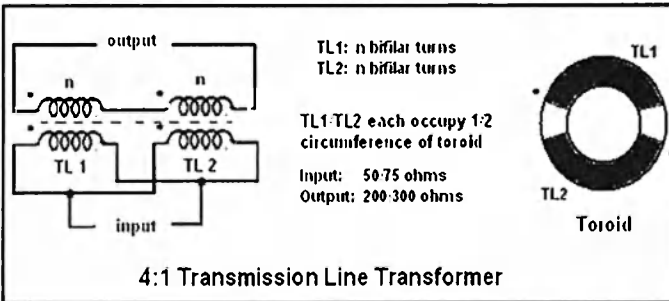 output
n
n
TL 1
TL 2
input
TL1: n bifilar turns
TL2: n bifilar turns
TL1:TL2 each occupy 1:2
circumference of toroid
Input: 50-75 ohms
Output: 200-300 ohms
TL1
TL2
Toroid
4:1 Transmission Line Transformer